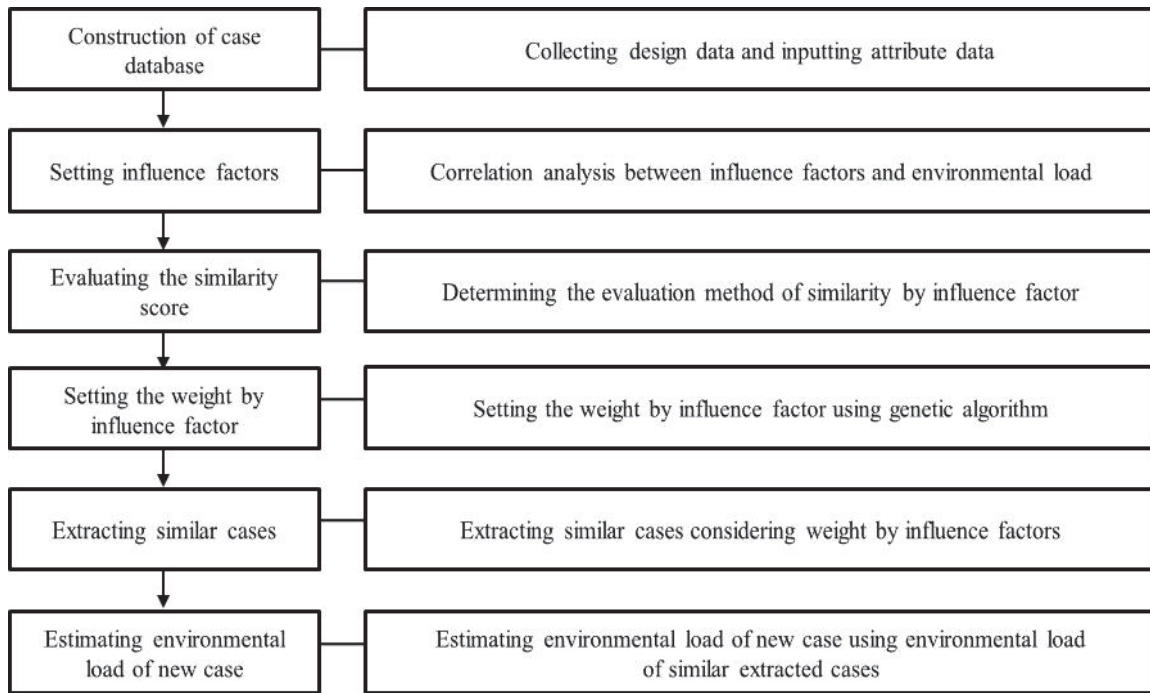 Construction of case
database
Collecting design data and inputting attribute data
Setting influence factors
Correlation analysis between influence factors and environmental load
Evaluating the similarity
score
Determining the evaluation method of similarity by influence factor
Setting the weight by
influence factor
Setting the weight by influence factor using genetic algorithm
Extracting similar cases
Extracting similar cases considering weight by influence factors
Estimating environmental
load of new case
Estimating environmental load of new case using environmental load
of similar extracted cases